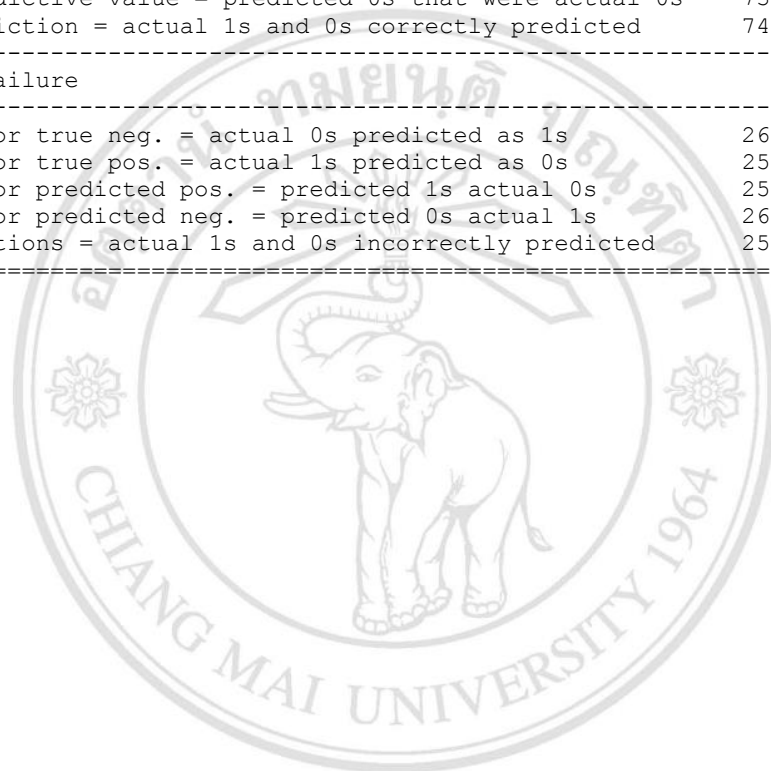 dictive value = predicted 0s that were actual 0s 73
iction = actual 1s and 0s correctly predicted 74
ailure
or true neg. = actual 0s predicted as 1s 26
or true pos. = actual 1s predicted as 0s 25
or predicted pos. = predicted 1s actual 0s 25
or predicted neg. = predicted 0s actual 1s 26
tions = actual 1s and 0s incorrectly predicted 25
CHIANG MAI UNIVERSITY 1964